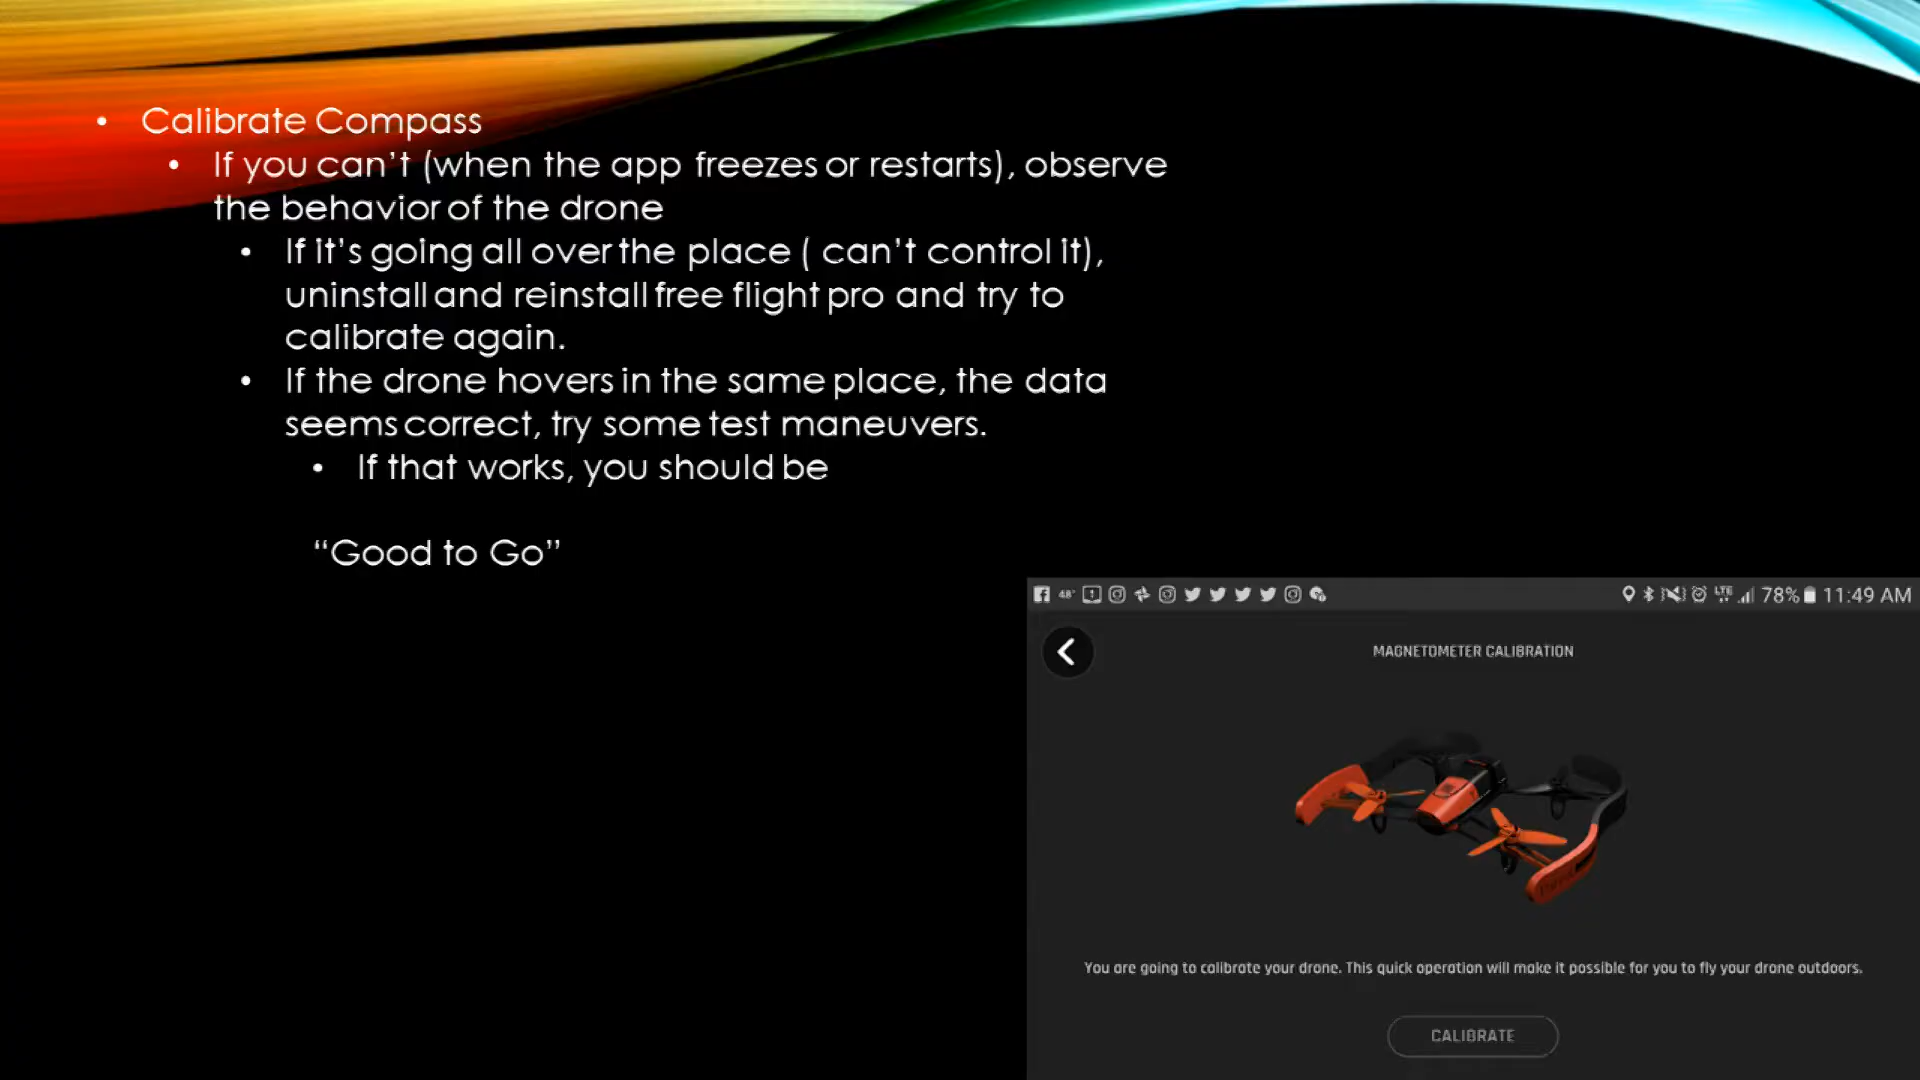 Calibrate Compass
If you can't (when the app freezes or restarts), observe
the behavior of the drone
If it's going all over the place ( can't control it),
uninstall and reinstall free flight pro and try to
calibrate again.
If the drone hovers in the same place, the data
seems correct, try some test maneuvers.
If that works, you should be
“Good to Go”
48° LTE 78% 11:49 AM
MAGNETOMETER CALIBRATION
You are going to calibrate your drone. This quick operation will make it possible for you to fly your drone outdoors.
CALIBRATE